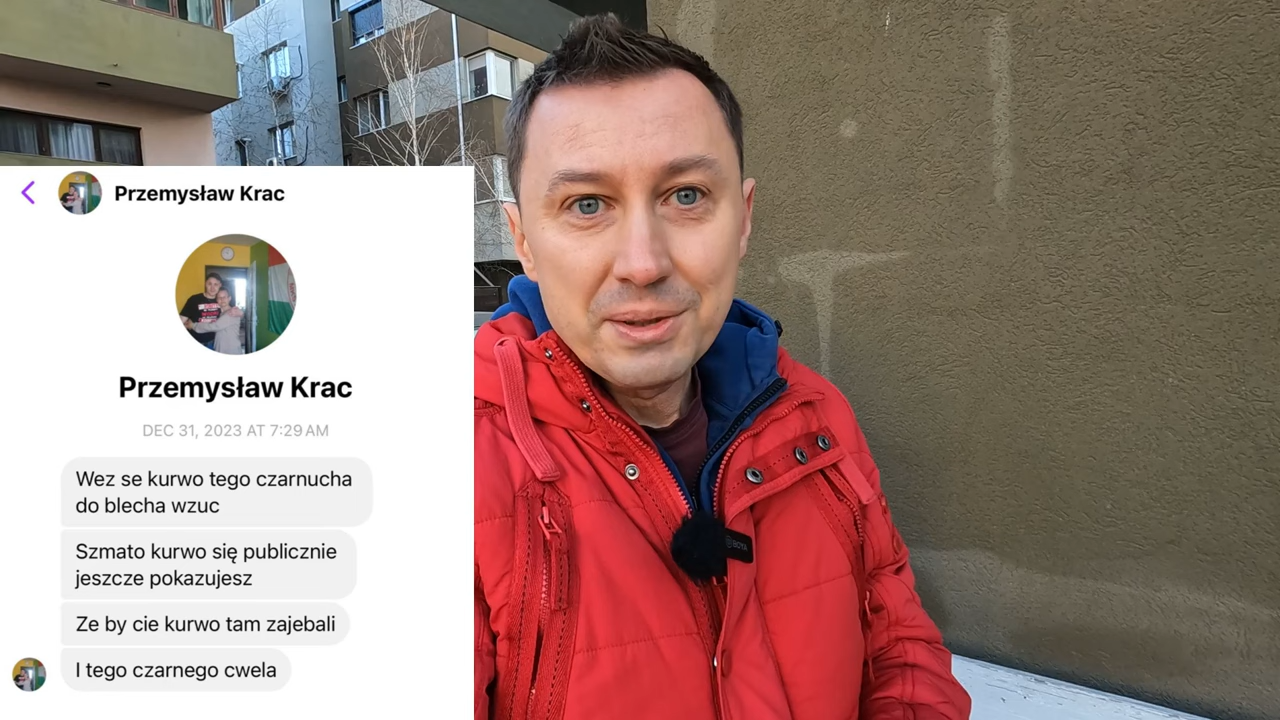 Przemysław Krac
Przemysław Krac
DEC 31, 2023 AT 7:29 AM
Wez se kurwo tego czarnucha
do blecha wzuc
Szmato kurwo się publicznie
jeszcze pokazujesz
Ze by cie kurwo tam zajebali
I tego czarnego cwela
BOYA